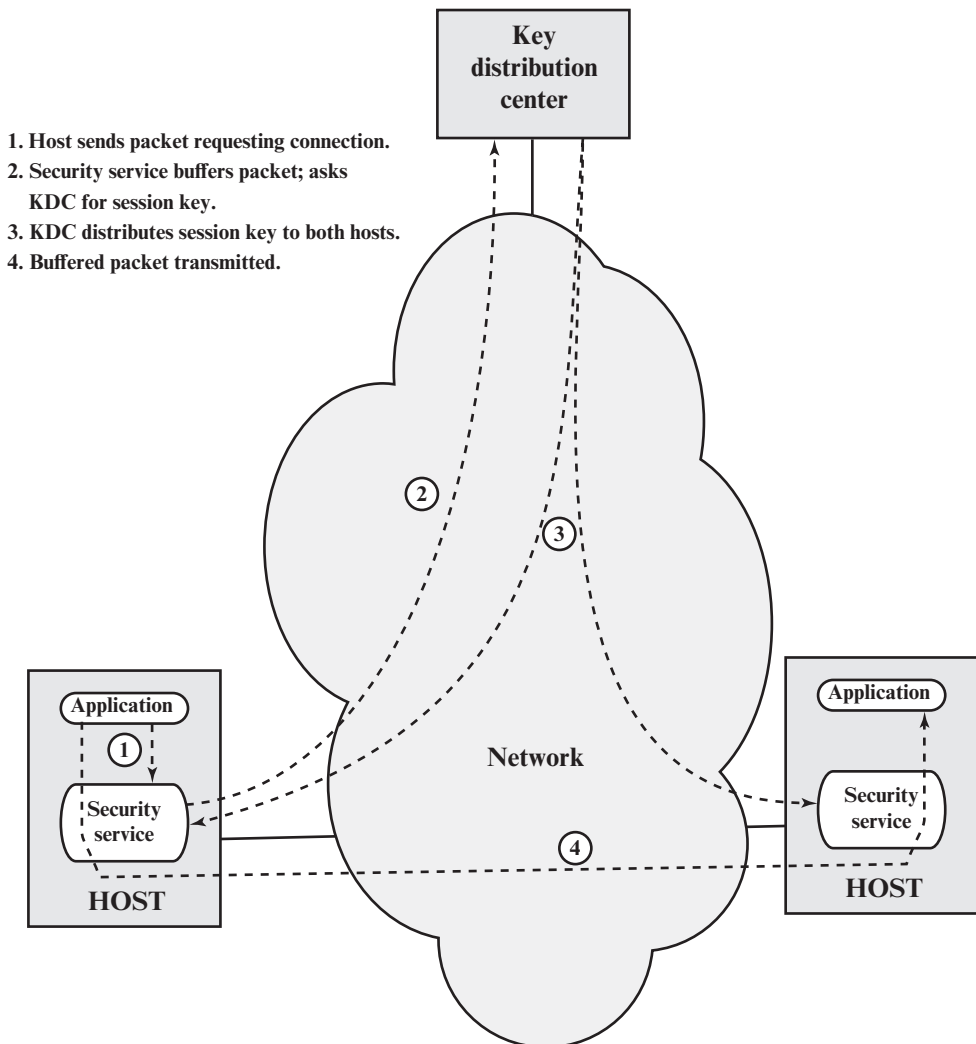 Key
distribution
center
1. Host sends packet requesting connection.
2. Security service buffers packet; asks
KDC for session key.
3. KDC distributes session key to both hosts.
4. Buffered packet transmitted.
2
3
Application
1
Security
service
HOST
Network
4
Application
Security
service
HOST